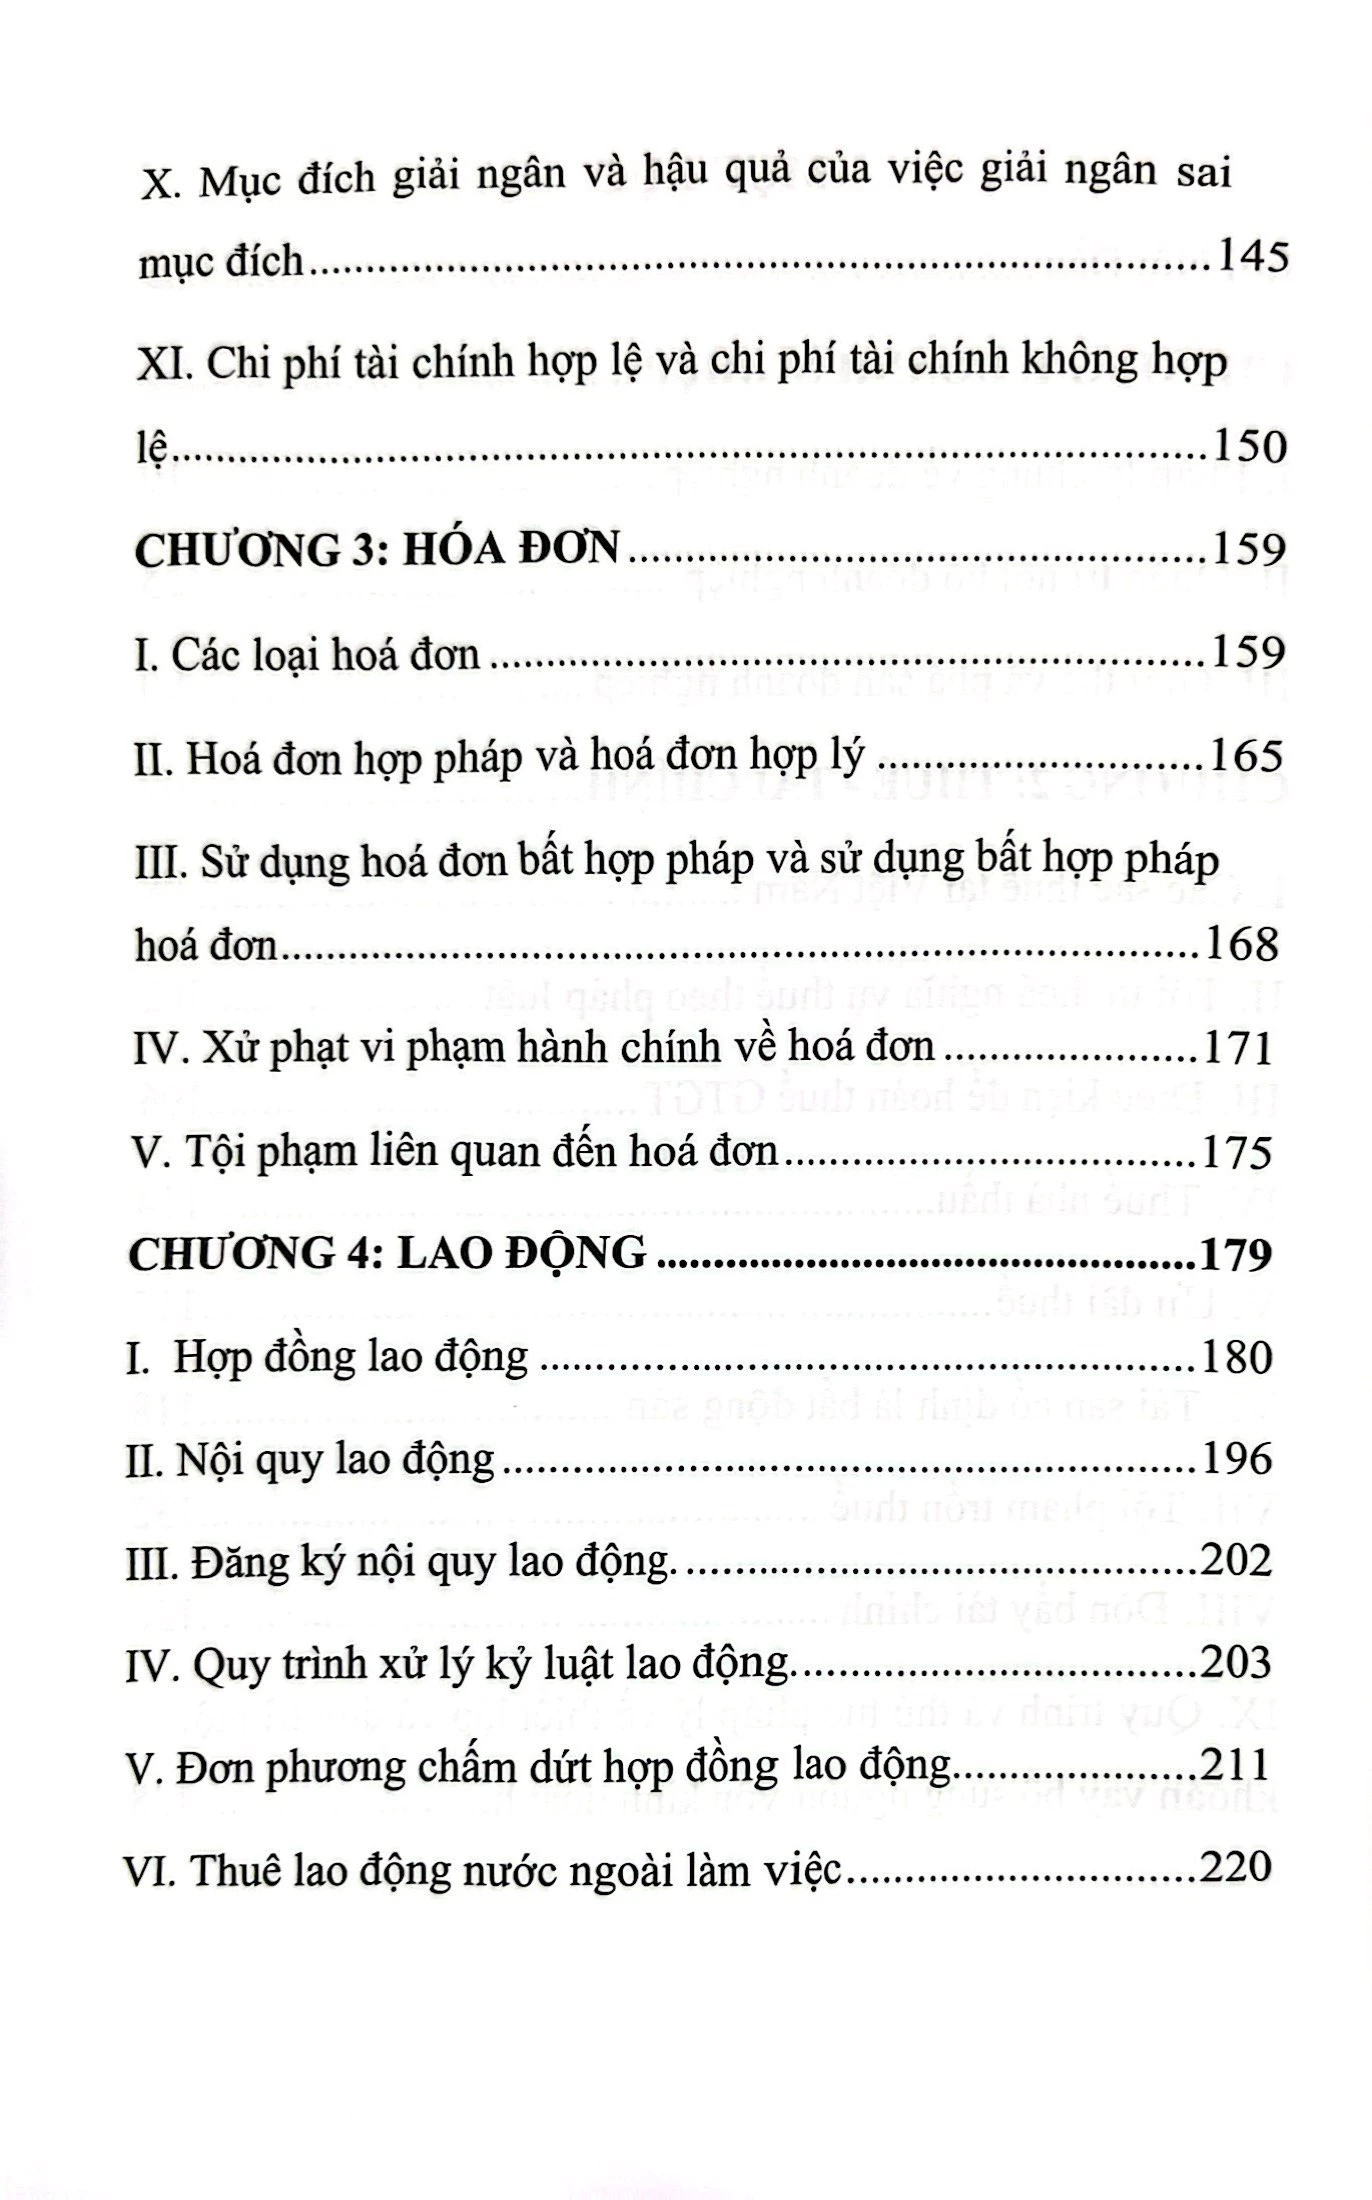 X. Mục đích giải ngân và hậu quả của việc giải ngân sai
mục đích................................................................................145
XI. Chi phí tài chính hợp lệ và chi phí tài chính không hợp
lệ............................................................................................150
CHƯƠNG 3: HÓA ĐƠN...................................................159
I. Các loại hoá đơn ...............................................................159
II. Hoá đơn hợp pháp và hoá đơn hợp lý .............................165
III. Sử dụng hoá đơn bất hợp pháp và sử dụng bất hợp pháp
hoá đơn.................................................................................168
IV. Xử phạt vi phạm hành chính về hoá đơn ......................171
V. Tội phạm liên quan đến hoá đơn.....................................175
CHƯƠNG 4: LAO ĐỘNG ...............................................179
I. Hợp đồng lao động ..........................................................180
II. Nội quy lao động..............................................................196
III. Đăng ký nội quy lao động..............................................202
IV. Quy trình xử lý kỷ luật lao động....................................203
V. Đơn phương chấm dứt hợp đồng lao động......................211
VI. Thuê lao động nước ngoài làm việc...............................220